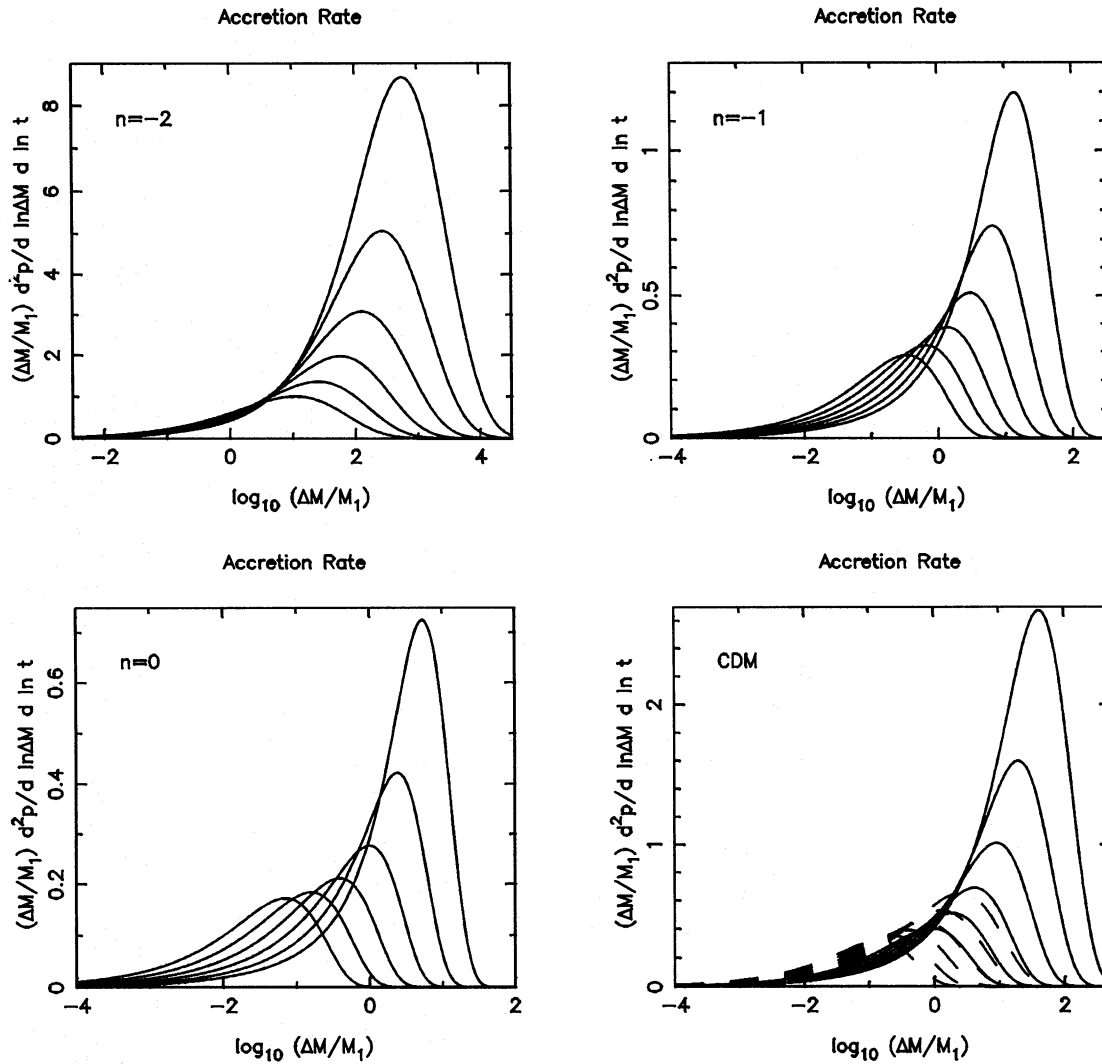 Accretion Rate
n=-2
(ΔM/M₁) d²p/d lnΔM d ln t
8
6
4
2
0
-2
0
2
4
log₁₀ (ΔM/M₁)
Accretion Rate
n=-1
(ΔM/M₁) d²p/d lnΔM d ln t
1
0.5
0
-4
-2
0
2
log₁₀ (ΔM/M₁)
Accretion Rate
n=0
(ΔM/M₁) d²p/d lnΔM d ln t
0.6
0.4
0.2
0
-4
-2
0
2
log₁₀ (ΔM/M₁)
Accretion Rate
CDM
(ΔM/M₁) d²p/d lnΔM d ln t
2
1
0
-4
-2
0
2
log₁₀ (ΔM/M₁)